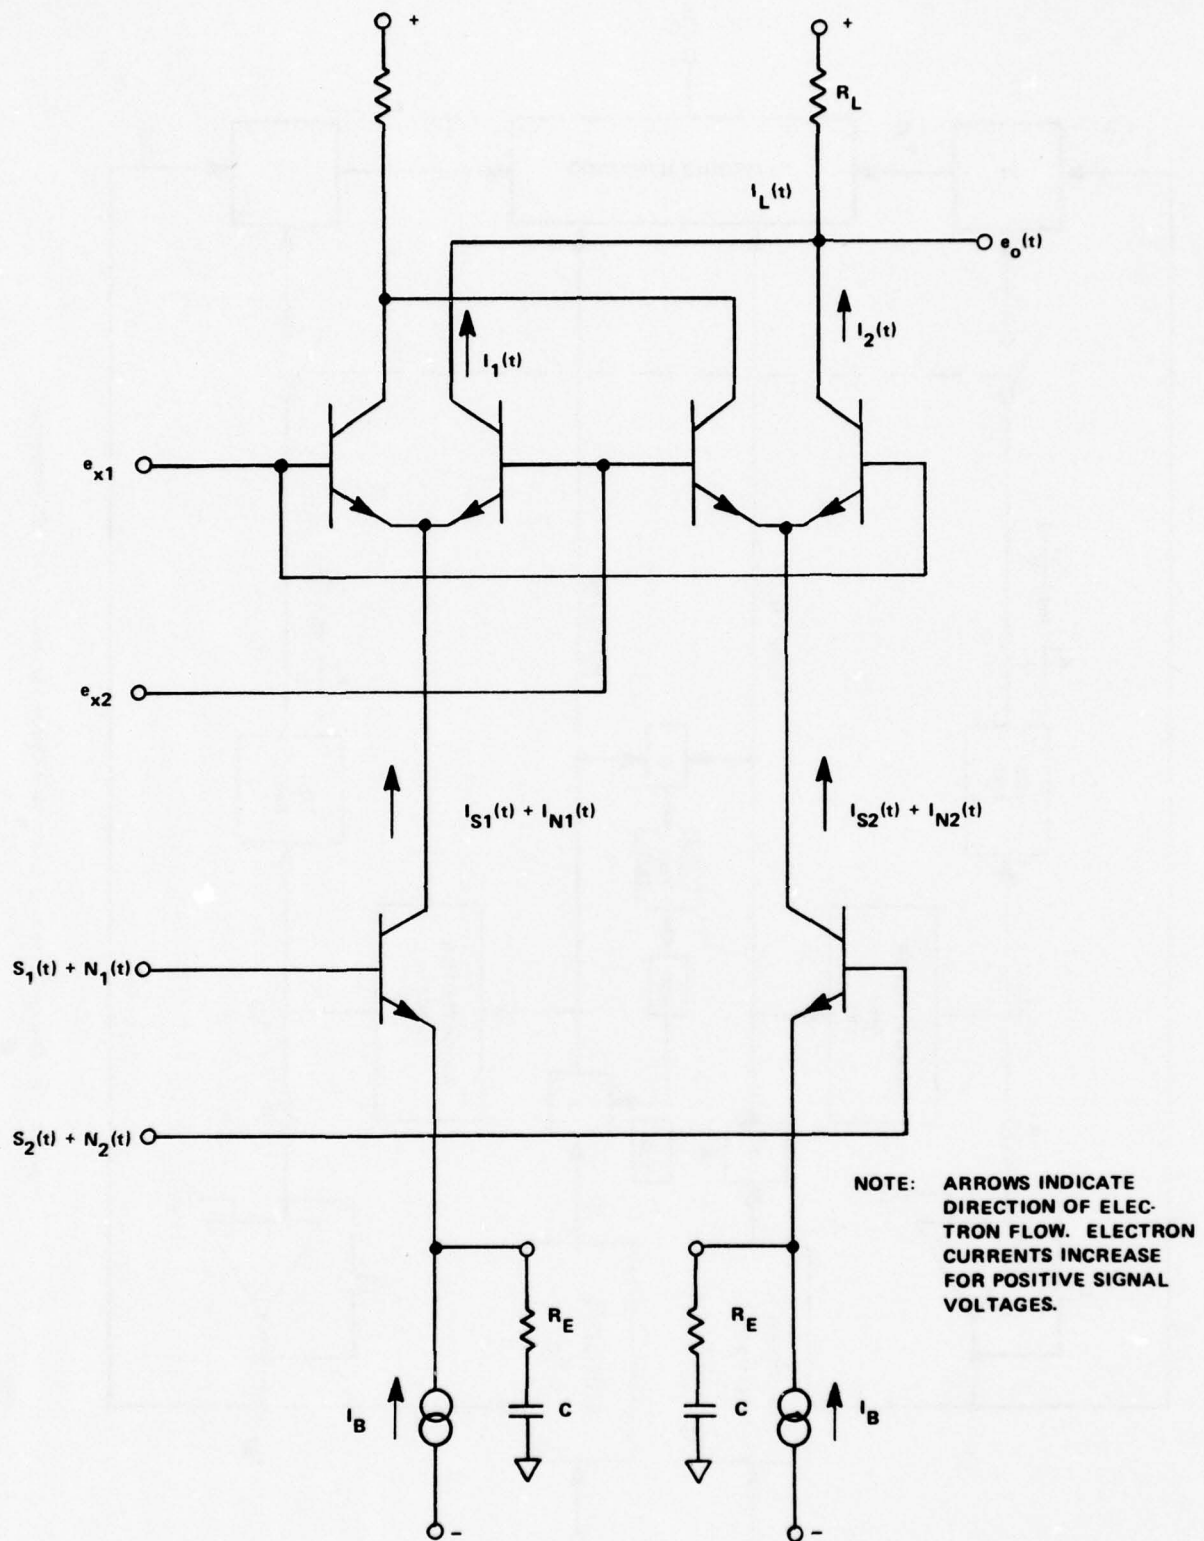 +
+
R_L
I_L(t)
e_o(t)
I_1(t)
I_2(t)
e_x1
e_x2
I_S1(t) + I_N1(t)
I_S2(t) + I_N2(t)
S_1(t) + N_1(t)
S_2(t) + N_2(t)
NOTE: ARROWS INDICATE
DIRECTION OF ELEC-
TRON FLOW. ELECTRON
CURRENTS INCREASE
FOR POSITIVE SIGNAL
VOLTAGES.
R_E
R_E
I_B
C
C
I_B
−
−